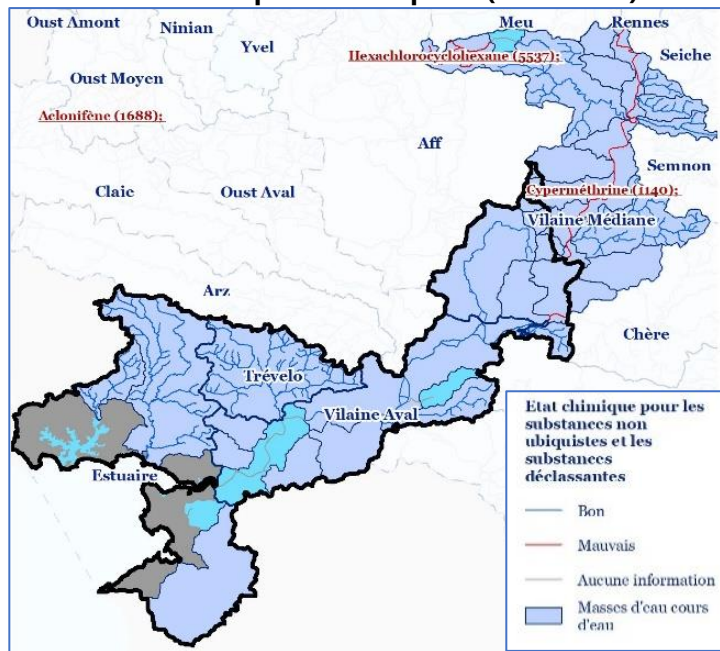 Oust Amont
Ninian
Yvel
Meu
Rennes
Hexachlorocyclohexane (5537);
Seiche
Oust Moyen
Aclonifène (1688);
Aff
Semnon
Claie
Oust Aval
Cyperméthrine (1140);
Vilaine Médiane
Arz
Chère
Trévelo
Vilaine Aval
Estuaire
Etat chimique pour les
substances non
ubiquistes et les
substances
déclassantes
Bon
Mauvais
Aucune information
Masses d'eau cours
d'eau